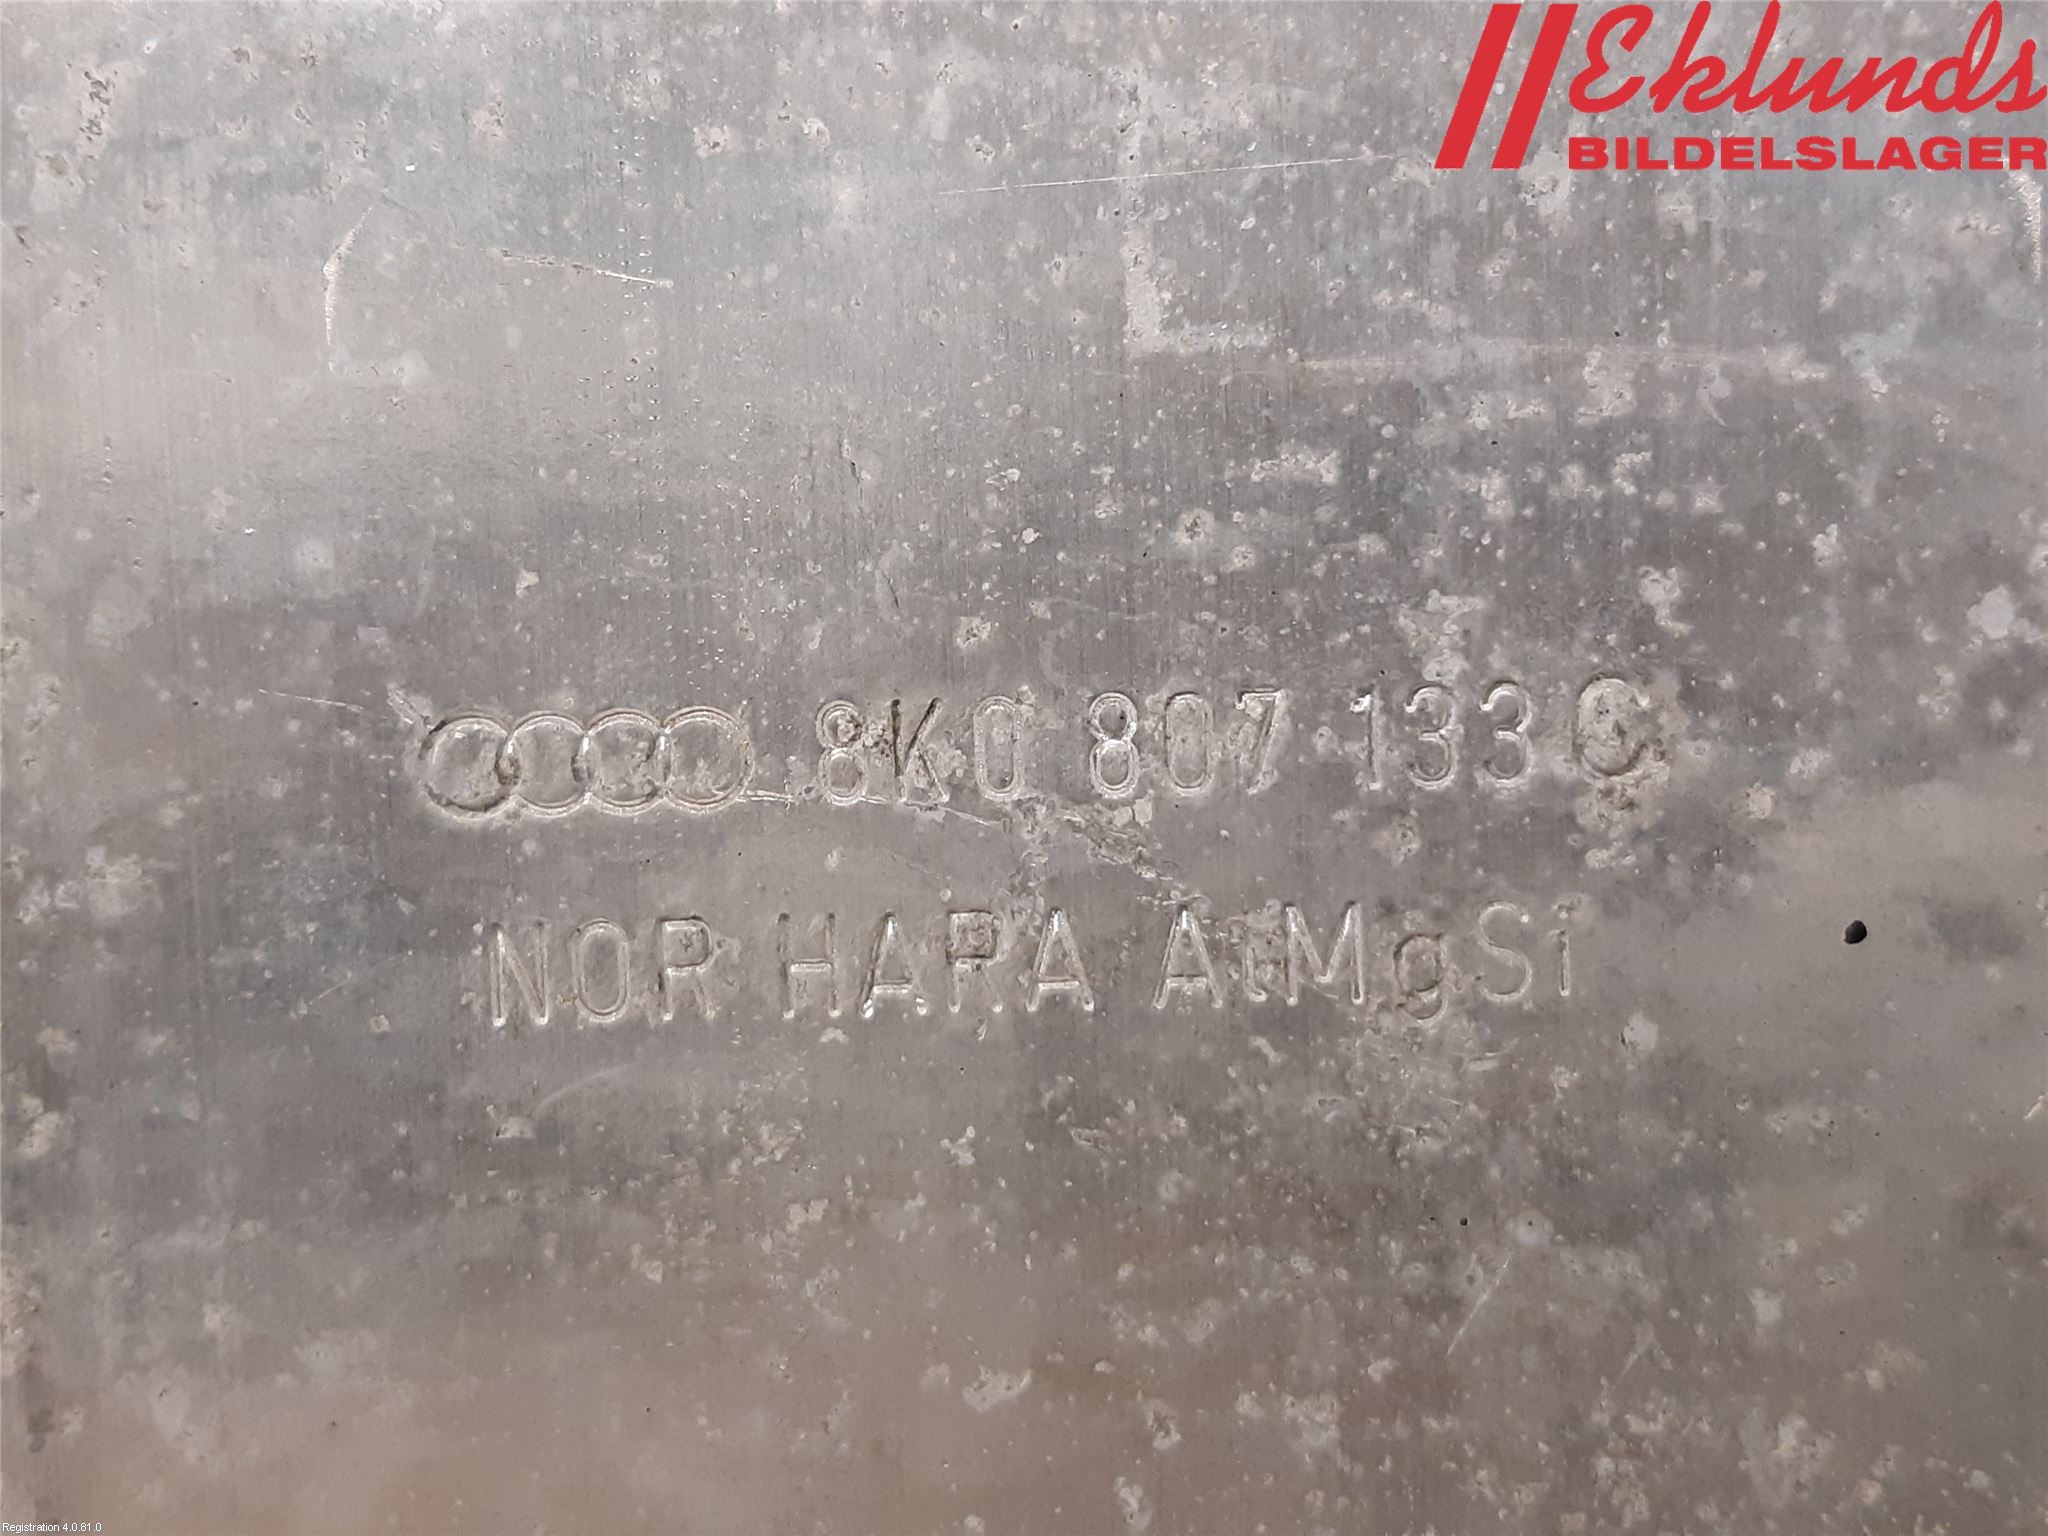 Eklunds
BILDELSLAGER
8K0 807 133 C
NOR HARA AlMgSi
Registration 4.0.81.0